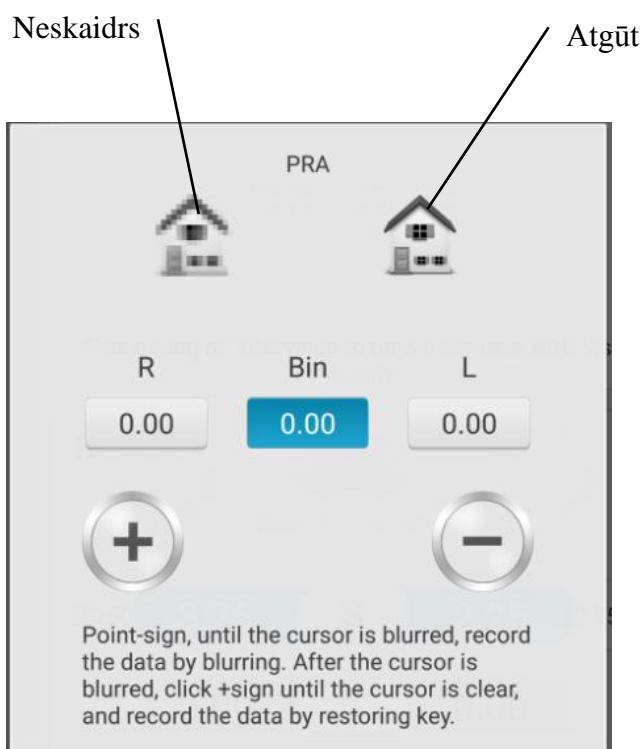 Neskaidrs Atgūt
PRA
R Bin L
0.00 0.00 0.00
+ −
Point-sign, until the cursor is blurred, record
the data by blurring. After the cursor is
blurred, click +sign until the cursor is clear,
and record the data by restoring key.